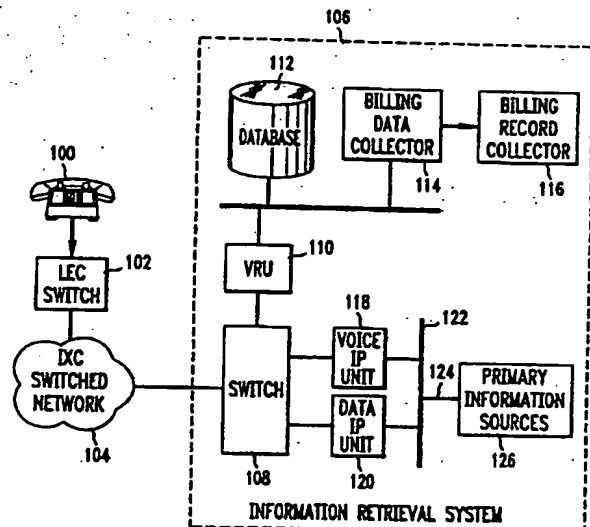 106
112
DATABASE
BILLING
DATA
COLLECTOR
114
BILLING
RECORD
COLLECTOR
116
100
LEC
SWITCH
102
VRU
110
118
VOICE
IP
UNIT
122
IXC
SWITCHED
NETWORK
104
SWITCH
108
DATA
IP
UNIT
120
124
PRIMARY
INFORMATION
SOURCES
126
INFORMATION RETRIEVAL SYSTEM